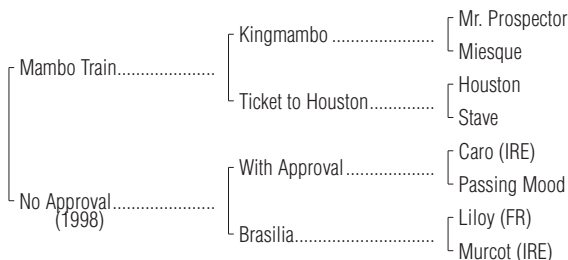 Mr. Prospector
Kingmambo ......................
Miesque
Mambo Train.....................
Houston
Ticket to Houston..............
Stave
Caro (IRE)
With Approval ...................
Passing Mood
No Approval......................
(1998)
Liloy (FR)
Brasilia..............................
Murcot (IRE)